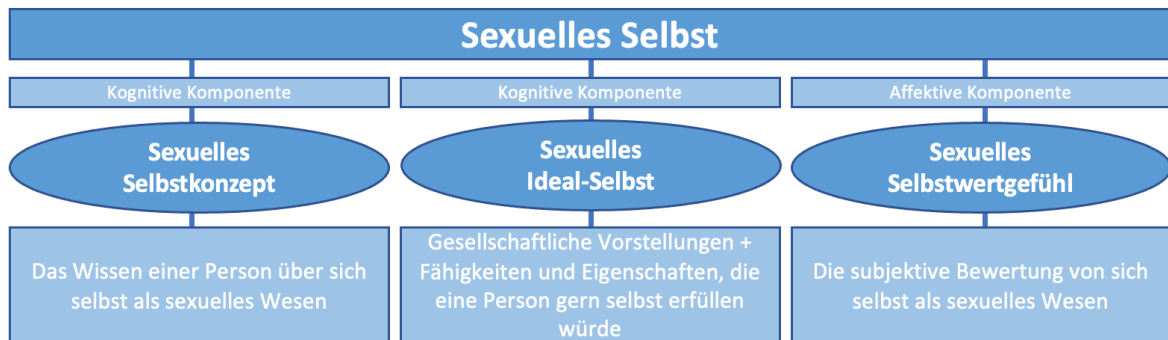 Sexuelles Selbst
Kognitive Komponente
Kognitive Komponente
Affektive Komponente
Sexuelles
Selbstkonzept
Sexuelles
Ideal-Selbst
Sexuelles
Selbstwertgefühl
Das Wissen einer Person über sich
selbst als sexuelles Wesen
Gesellschaftliche Vorstellungen +
Fähigkeiten und Eigenschaften, die
eine Person gern selbst erfüllen
würde
Die subjektive Bewertung von sich
selbst als sexuelles Wesen